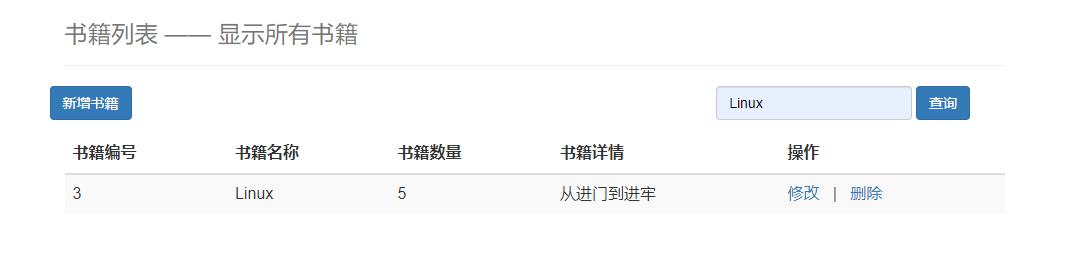 书籍列表 —— 显示所有书籍
新增书籍 Linux 查询
书籍编号 书籍名称 书籍数量 书籍详情 操作
3 Linux 5 从进门到进牢 修改 | 删除